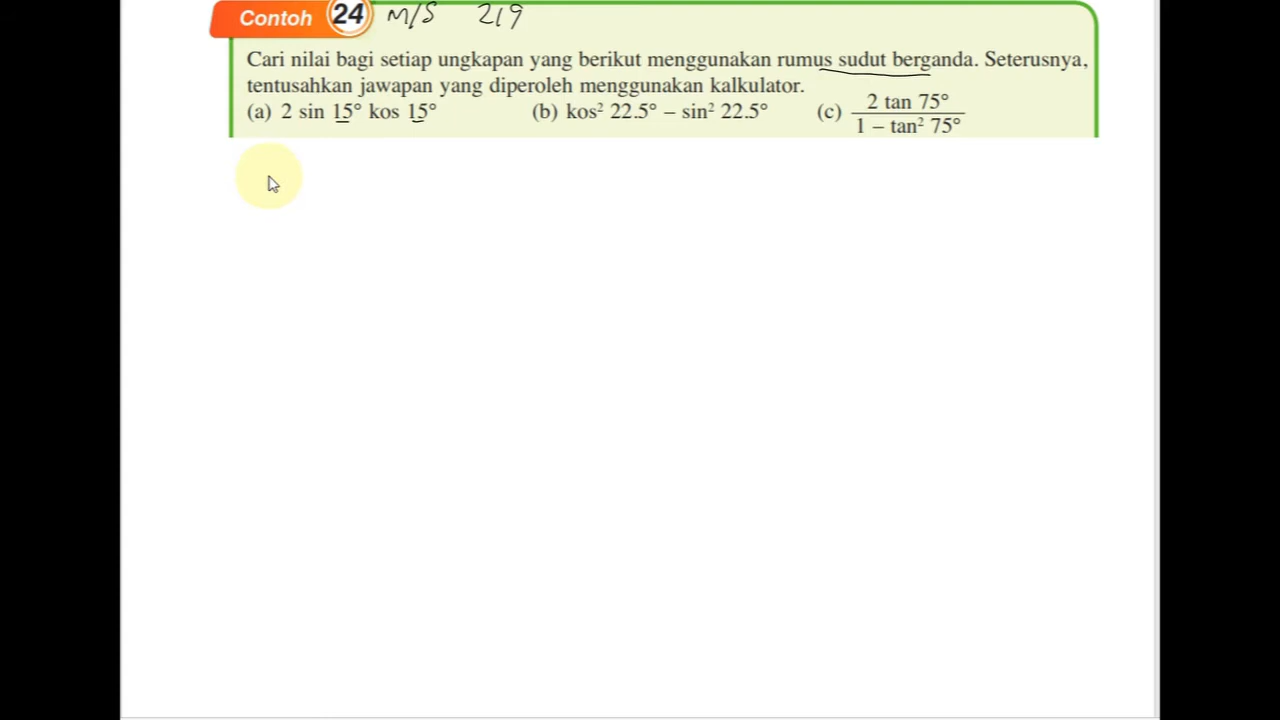 Contoh 24 M/S 219
Cari nilai bagi setiap ungkapan yang berikut menggunakan rumus sudut berganda. Seterusnya,
tentusahkan jawapan yang diperoleh menggunakan kalkulator.
(a) 2 sin 15° kos 15° (b) kos² 22.5° – sin² 22.5° (c) 2 tan 75°
1 – tan² 75°